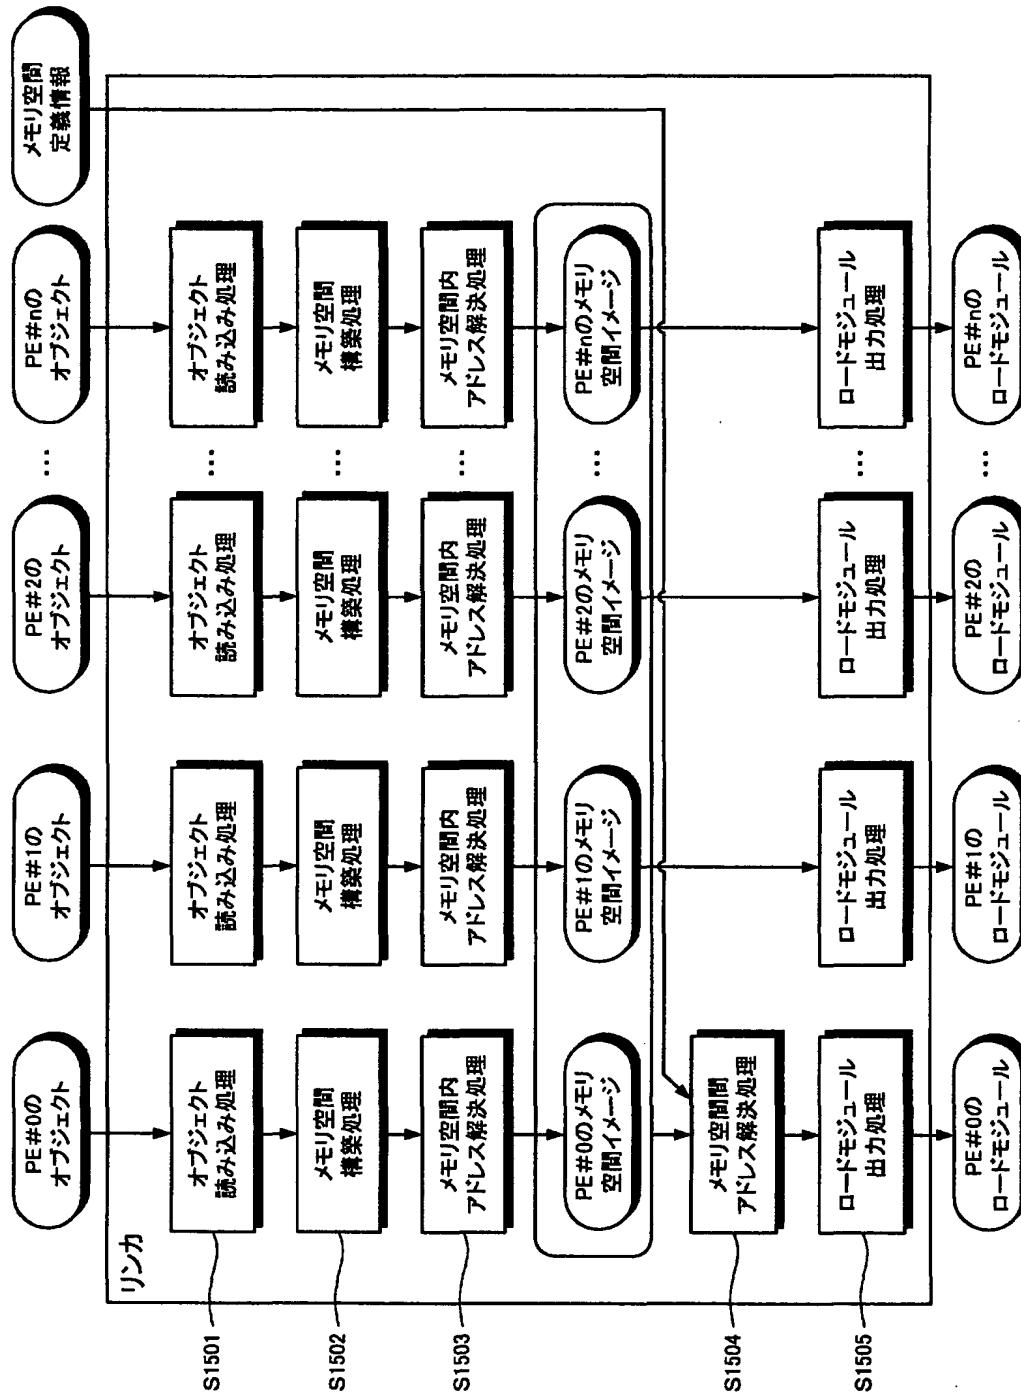 PE#0の
オブジェクト
PE#1の
オブジェクト
PE#2の
オブジェクト
…
PE#nの
オブジェクト
メモリ空間
定義情報
リンカ
S1501
オブジェクト
読み込み処理
オブジェクト
読み込み処理
オブジェクト
読み込み処理
…
オブジェクト
読み込み処理
S1502
メモリ空間
構築処理
メモリ空間
構築処理
メモリ空間
構築処理
…
メモリ空間
構築処理
S1503
メモリ空間内
アドレス解決処理
メモリ空間内
アドレス解決処理
メモリ空間内
アドレス解決処理
…
メモリ空間内
アドレス解決処理
PE#0のメモリ
空間イメージ
PE#1のメモリ
空間イメージ
PE#2のメモリ
空間イメージ
…
PE#nのメモリ
空間イメージ
S1504
メモリ空間間
アドレス解決処理
S1505
ロードモジュール
出力処理
ロードモジュール
出力処理
ロードモジュール
出力処理
…
ロードモジュール
出力処理
PE#0の
ロードモジュール
PE#1の
ロードモジュール
PE#2の
ロードモジュール
…
PE#nの
ロードモジュール